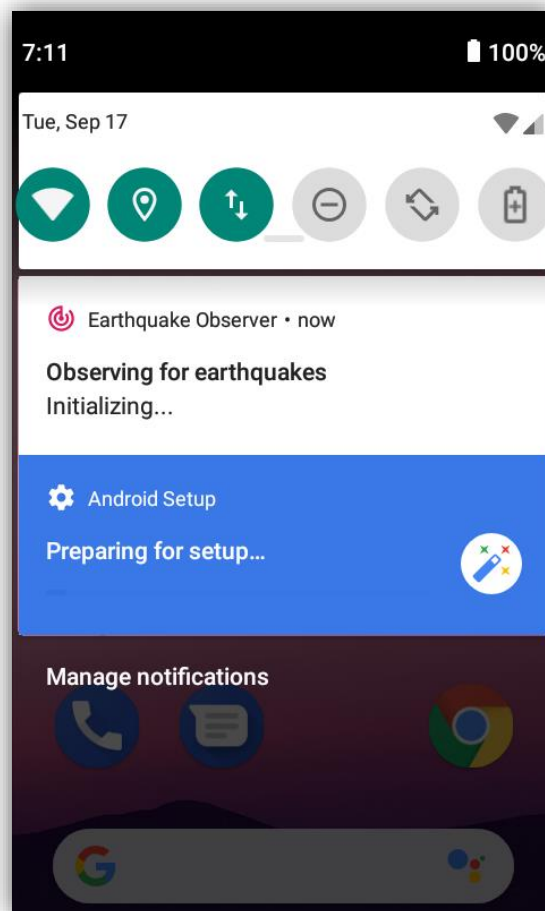 7:11
100%
Tue, Sep 17
Earthquake Observer • now
Observing for earthquakes
Initializing...
Android Setup
Preparing for setup…
Manage notifications